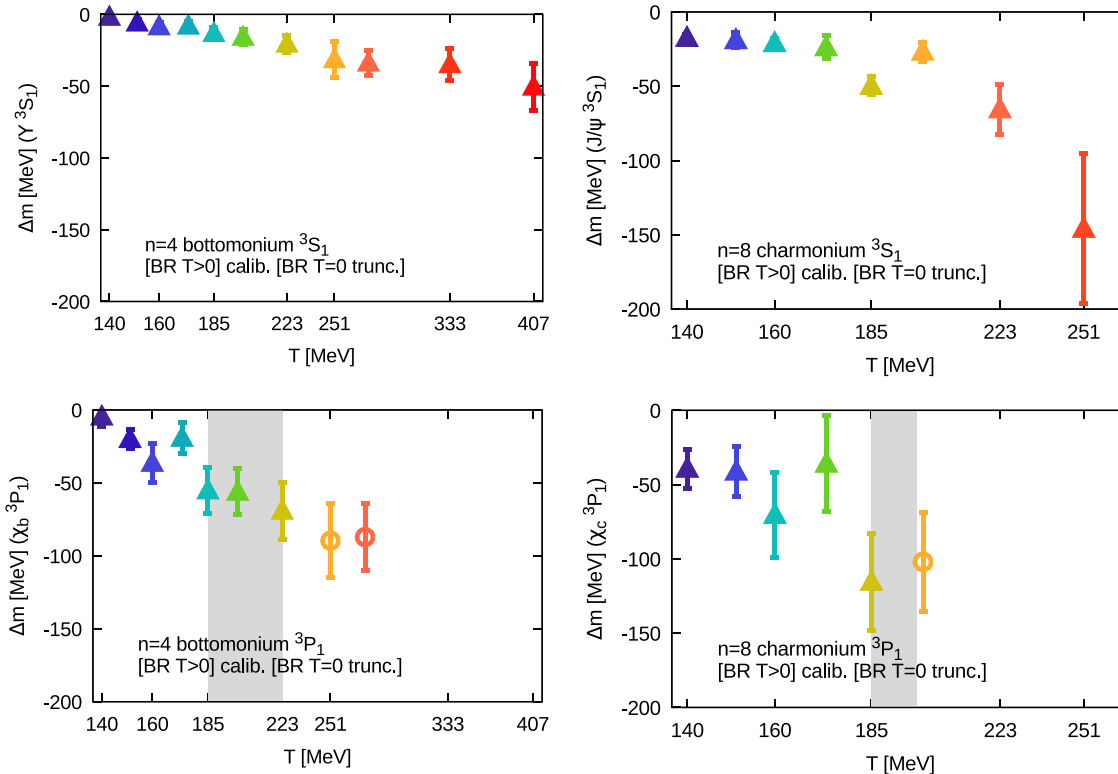 0
-50
-100
-150
-200
Δm [MeV] (ϒ ³S₁)
n=4 bottomonium ³S₁
[BR T>0] calib. [BR T=0 trunc.]
140 160 185 223 251 333 407
T [MeV]
0
-50
-100
-150
-200
Δm [MeV] (J/ψ ³S₁)
n=8 charmonium ³S₁
[BR T>0] calib. [BR T=0 trunc.]
140 160 185 223 251
T [MeV]
0
-50
-100
-150
-200
Δm [MeV] (χb ³P₁)
n=4 bottomonium ³P₁
[BR T>0] calib. [BR T=0 trunc.]
140 160 185 223 251 333 407
T [MeV]
0
-50
-100
-150
-200
Δm [MeV] (χc ³P₁)
n=8 charmonium ³P₁
[BR T>0] calib. [BR T=0 trunc.]
140 160 185 223 251
T [MeV]